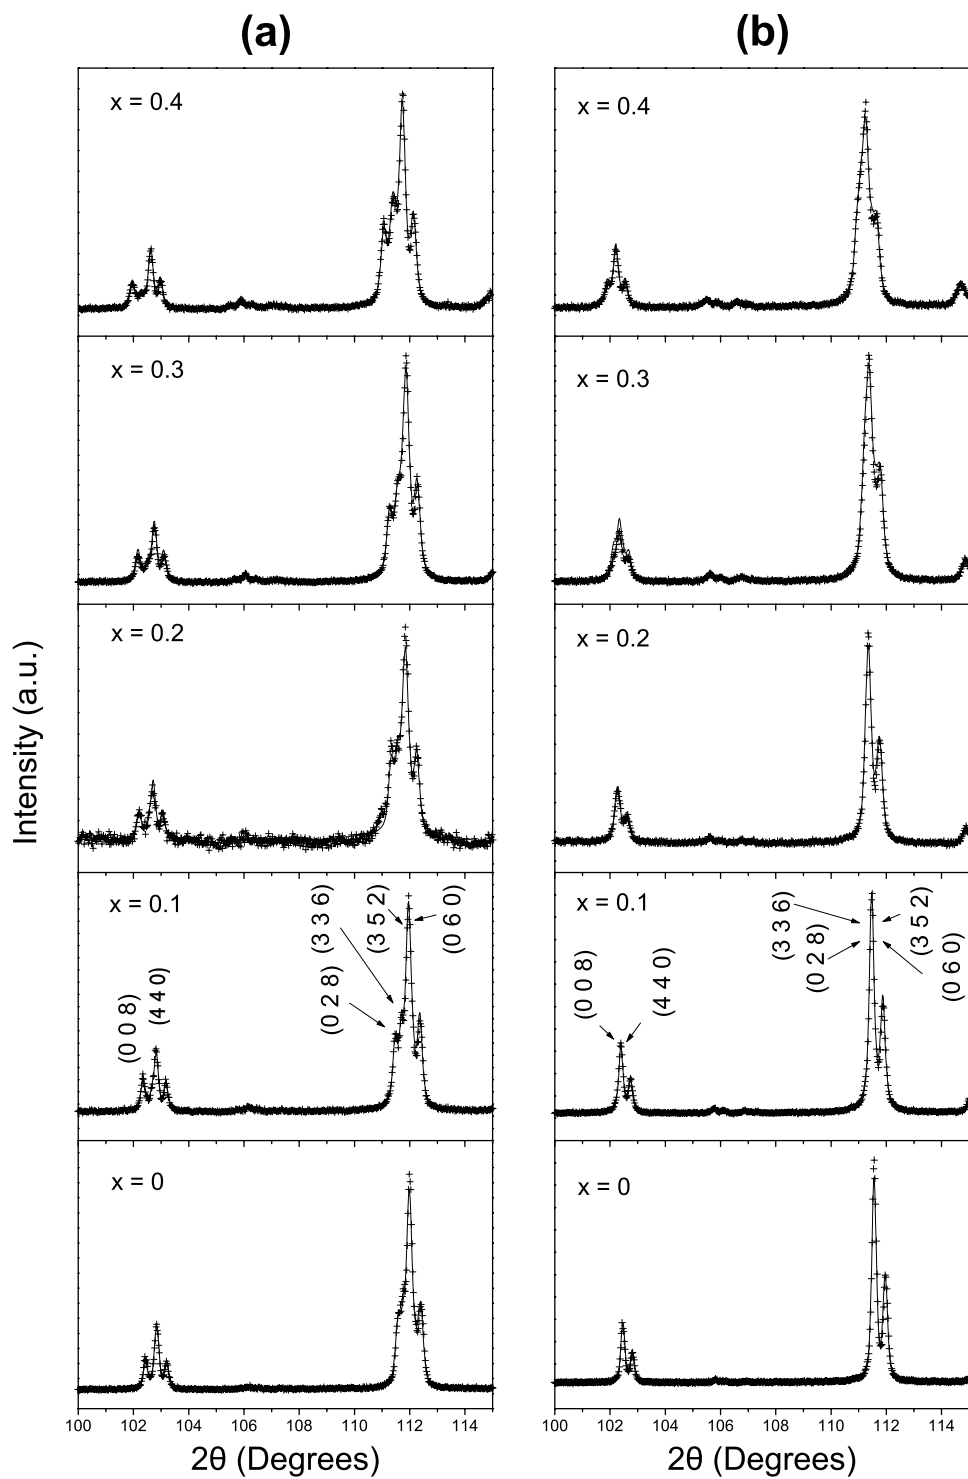 (a)
(b)
x = 0.4
x = 0.4
x = 0.3
x = 0.3
x = 0.2
x = 0.2
Intensity (a.u.)
x = 0.1
(0 0 8)
(4 4 0)
(0 2 8)
(3 3 6)
(3 5 2)
(0 6 0)
x = 0.1
(0 0 8)
(4 4 0)
(3 3 6)
(0 2 8)
(3 5 2)
(0 6 0)
x = 0
x = 0
100 102 104 106 108 110 112 114
100 102 104 106 108 110 112 114
2θ (Degrees)
2θ (Degrees)